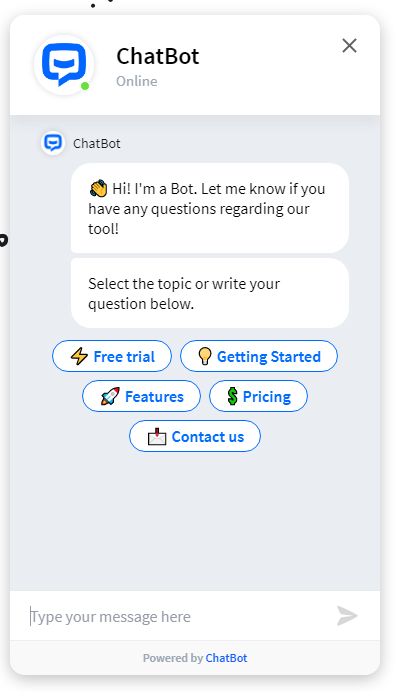 ChatBot
Online
ChatBot
👋 Hi! I'm a Bot. Let me know if you
have any questions regarding our
tool!
Select the topic or write your
question below.
⚡ Free trial
💡 Getting Started
🚀 Features
💲 Pricing
📩 Contact us
Type your message here
Powered by ChatBot